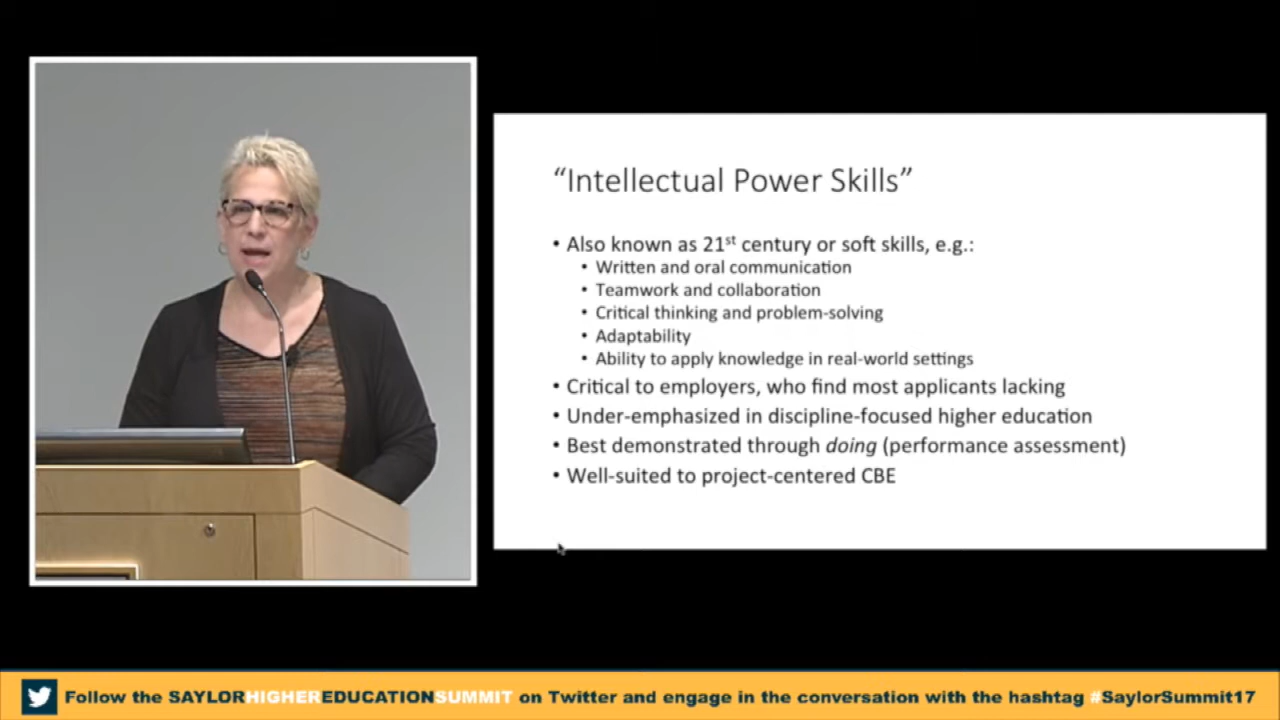 “Intellectual Power Skills”
• Also known as 21st century or soft skills, e.g.:
• Written and oral communication
• Teamwork and collaboration
• Critical thinking and problem-solving
• Adaptability
• Ability to apply knowledge in real-world settings
• Critical to employers, who find most applicants lacking
• Under-emphasized in discipline-focused higher education
• Best demonstrated through doing (performance assessment)
• Well-suited to project-centered CBE
Follow the SAYLORHIGHEREDUCATIONSUMMIT on Twitter and engage in the conversation with the hashtag #SaylorSummit17